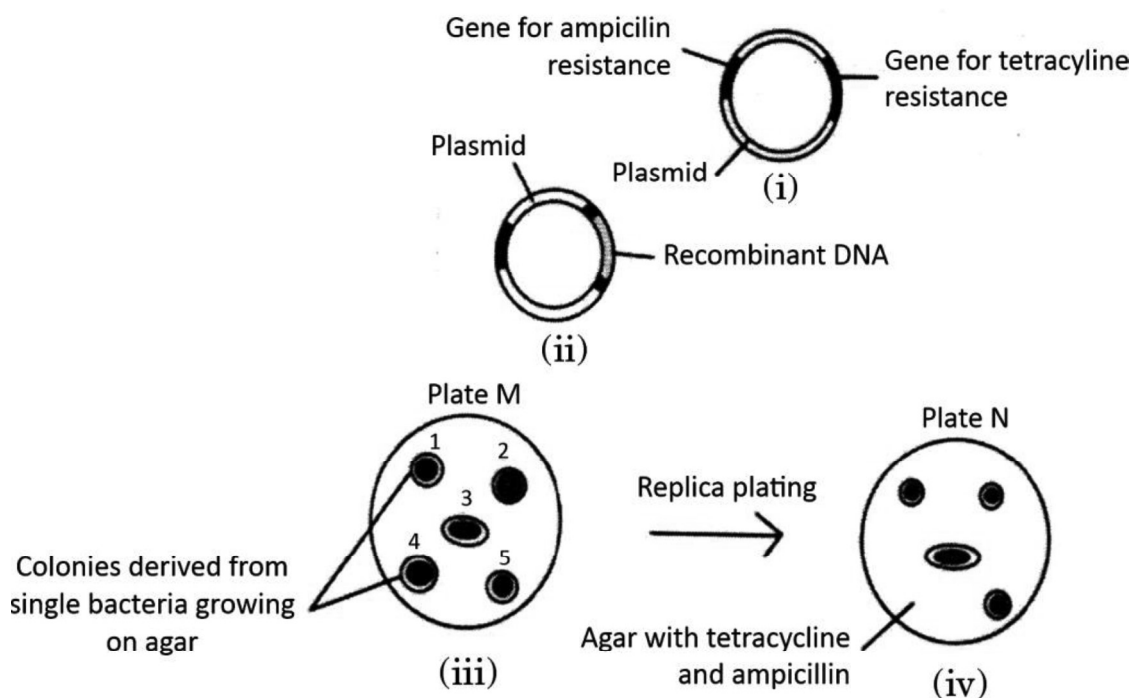 Gene for ampicilin
resistance
Gene for tetracyline
resistance
Plasmid
(i)
Plasmid
Recombinant DNA
(ii)
Plate M
1
2
3
4
5
Colonies derived from
single bacteria growing
on agar
(iii)
Replica plating
Plate N
Agar with tetracycline
and ampicillin
(iv)